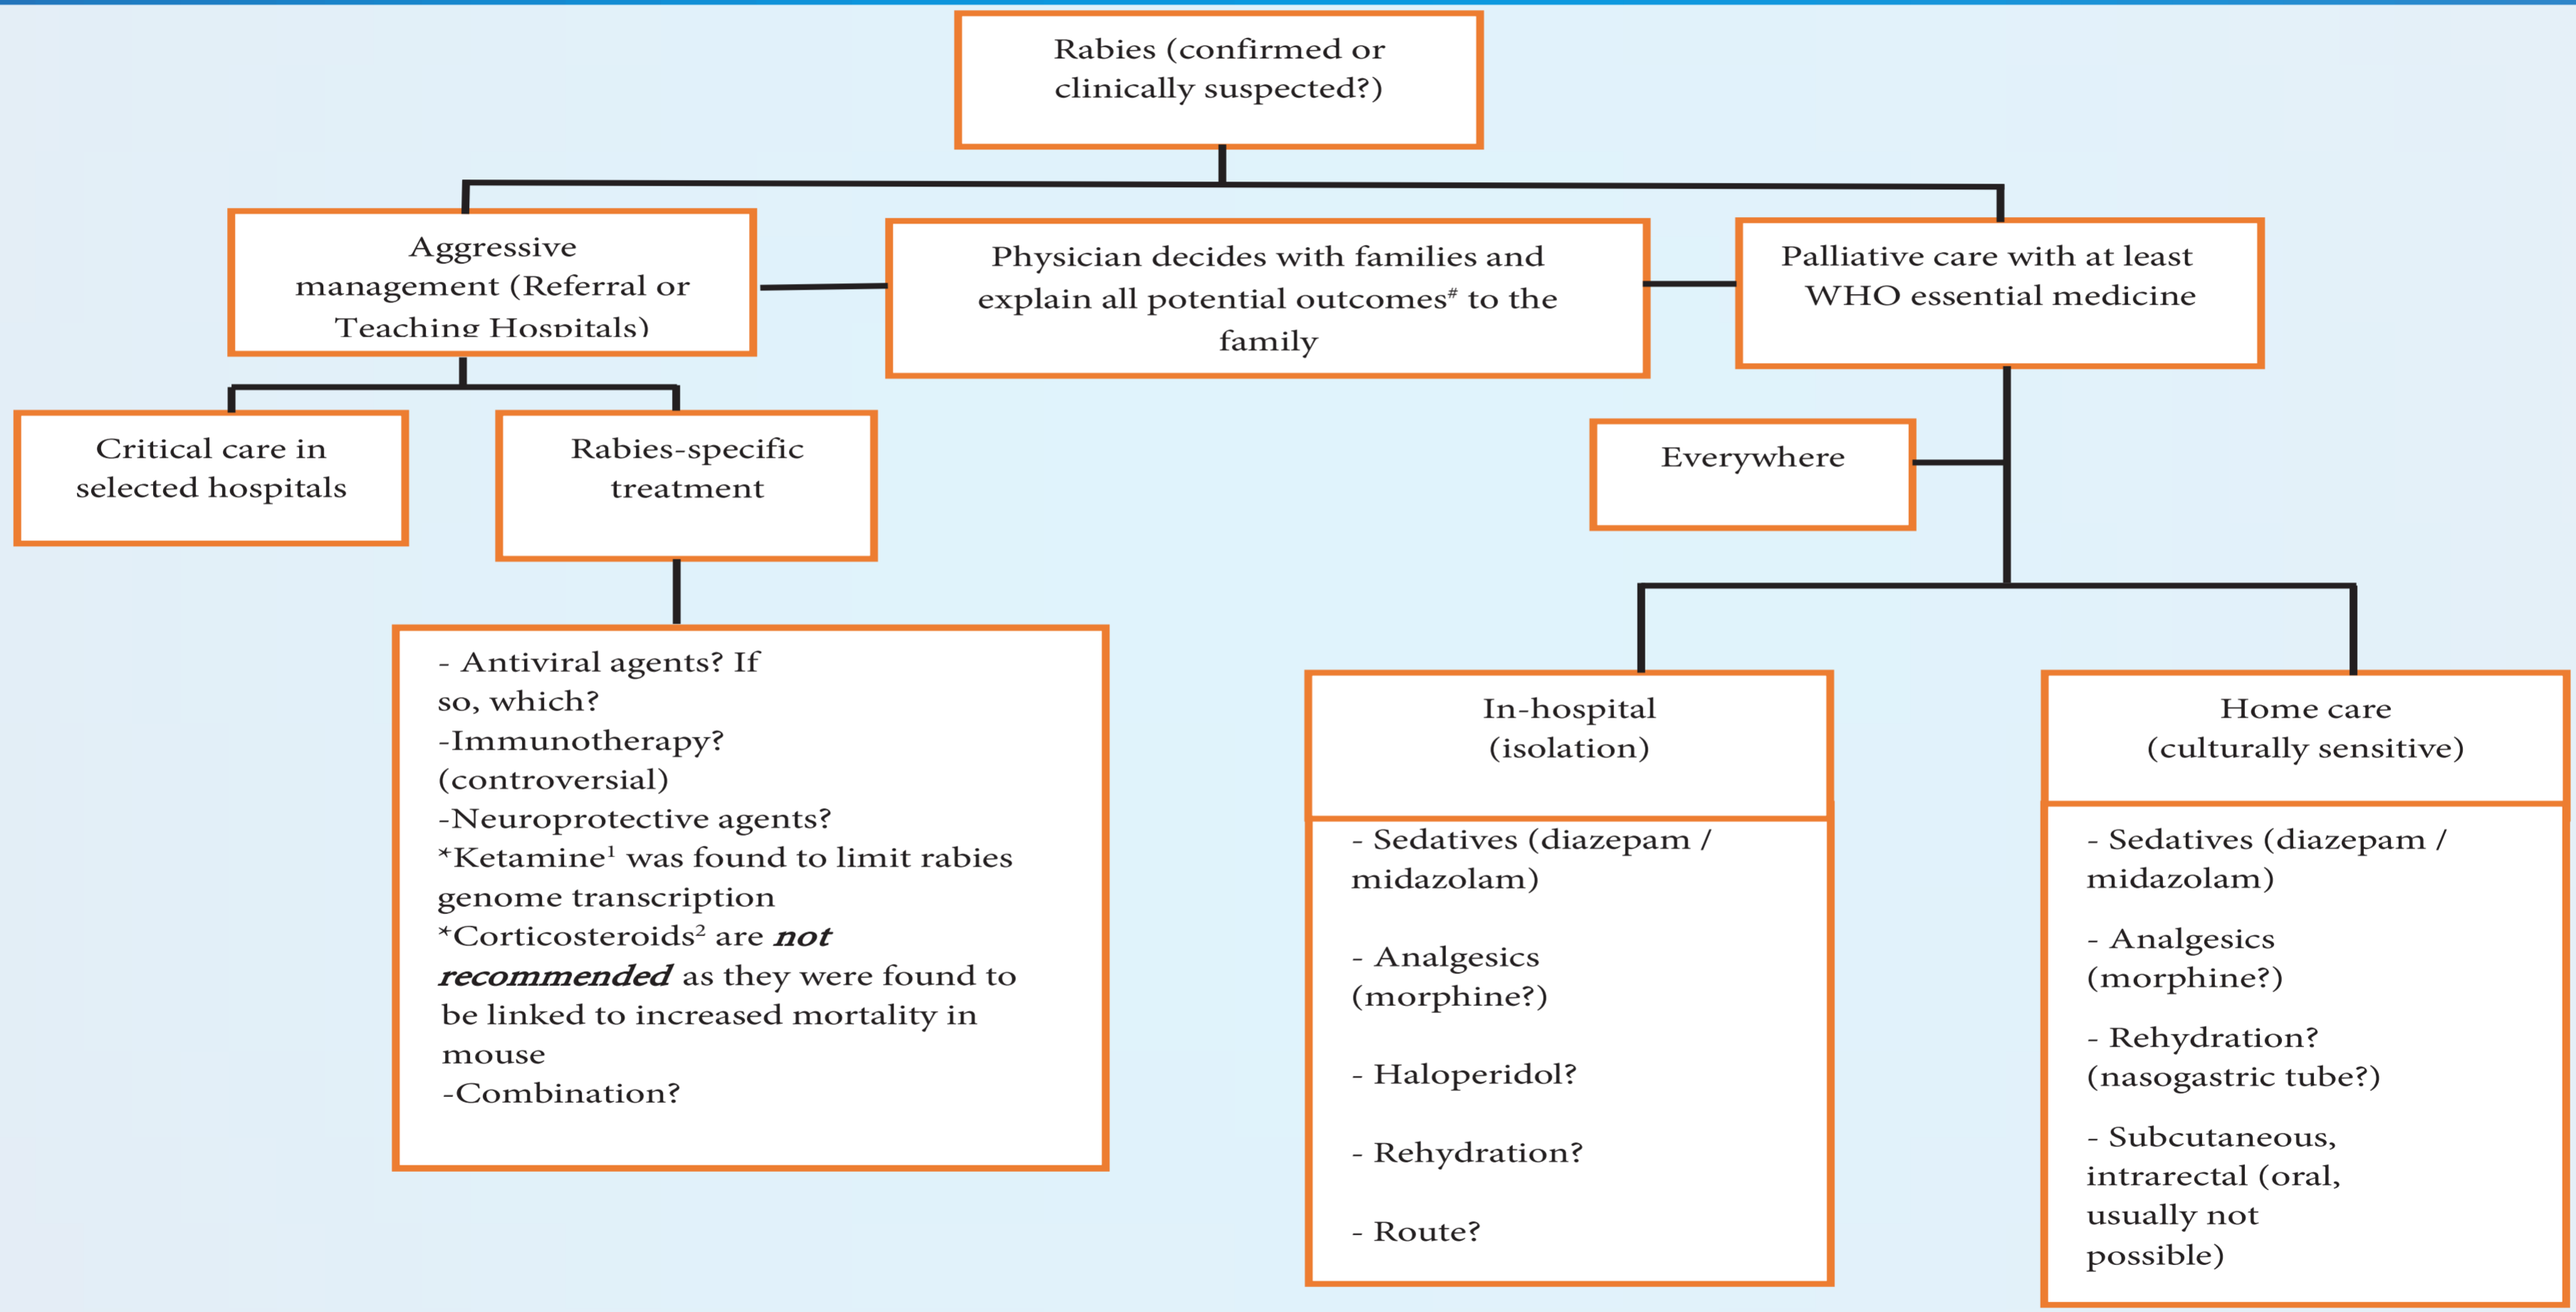 Rabies (confirmed or
clinically suspected?)
Aggressive
management (Referral or
Teaching Hospitals)
Physician decides with families and
explain all potential outcomes# to the
family
Palliative care with at least
WHO essential medicine
Critical care in
selected hospitals
Rabies-specific
treatment
Everywhere
- Antiviral agents? If
so, which?
-Immunotherapy?
(controversial)
-Neuroprotective agents?
*Ketamine¹ was found to limit rabies
genome transcription
*Corticosteroids² are not
recommended as they were found to
be linked to increased mortality in
mouse
-Combination?
In-hospital
(isolation)
- Sedatives (diazepam /
midazolam)
- Analgesics
(morphine?)
- Haloperidol?
- Rehydration?
- Route?
Home care
(culturally sensitive)
- Sedatives (diazepam /
midazolam)
- Analgesics
(morphine?)
- Rehydration?
(nasogastric tube?)
- Subcutaneous,
intrarectal (oral,
usually not
possible)